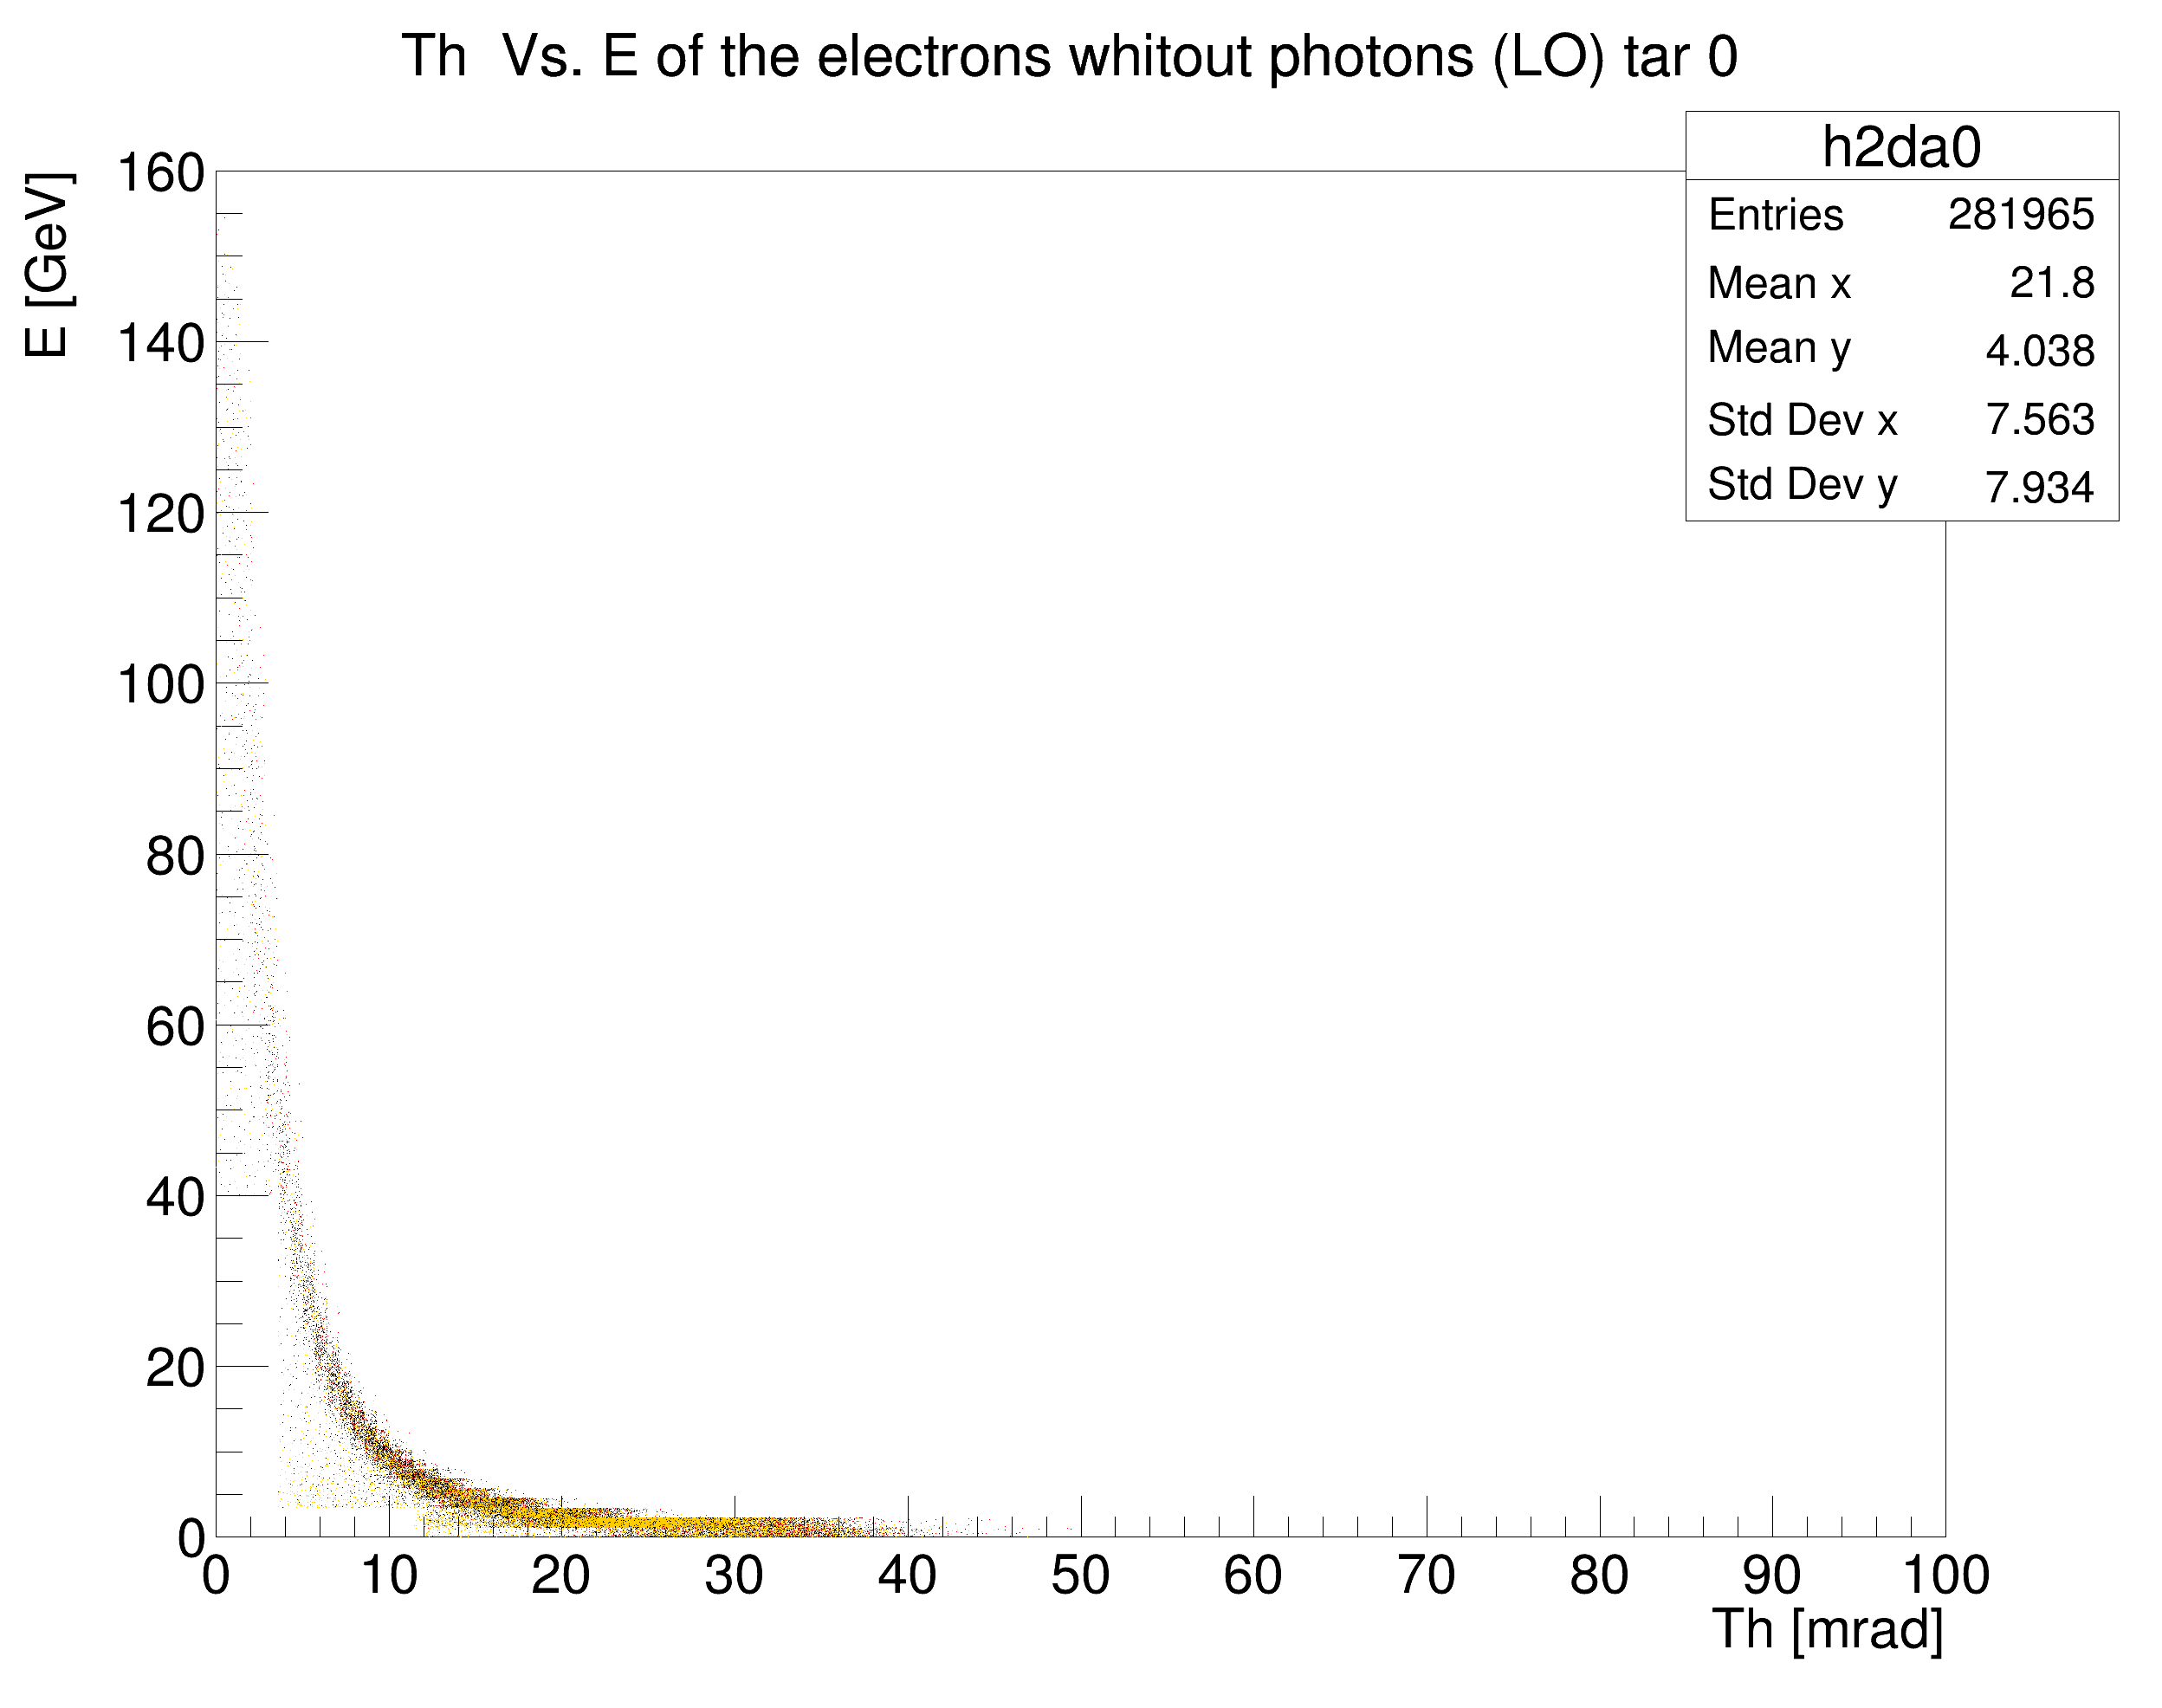 Th  Vs. E of the electrons whitout photons (LO) tar 0
h2da0
Entries 281965
Mean x 21.8
Mean y 4.038
Std Dev x 7.563
Std Dev y 7.934
E [GeV]
160
140
120
100
80
60
40
20
0
0 10 20 30 40 50 60 70 80 90 100
Th [mrad]